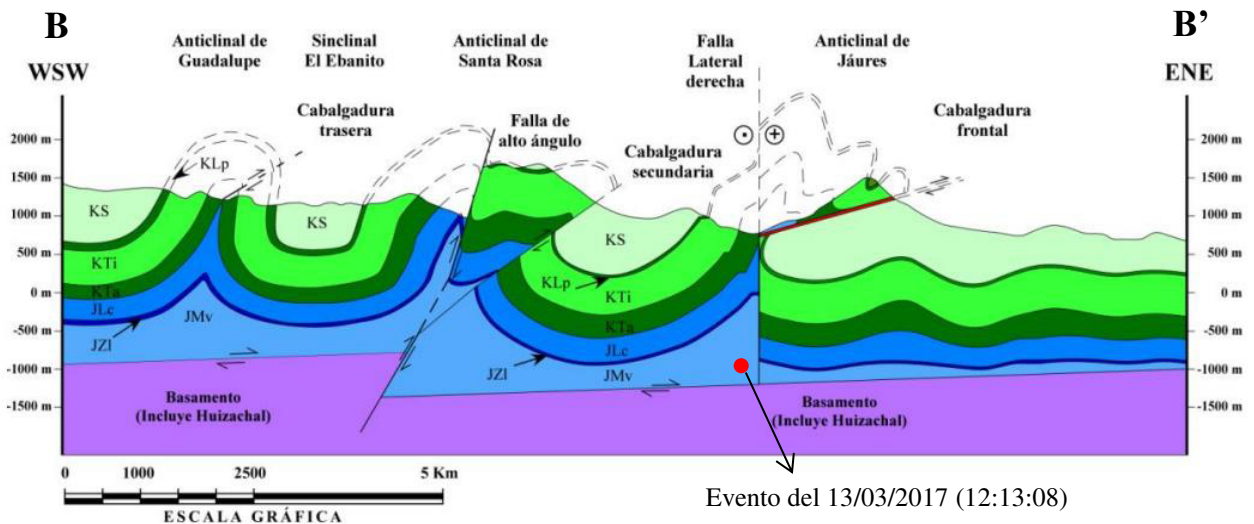 B
B'
WSW
ENE
Anticlinal de
Guadalupe
Sinclinal
El Ebanito
Anticlinal de
Santa Rosa
Falla
Lateral
derecha
Anticlinal de
Jáures
Cabalgadura
trasera
Falla de
alto ángulo
Cabalgadura
secundaria
Cabalgadura
frontal
2000 m
1500 m
1000 m
500 m
0 m
-500 m
-1000 m
-1500 m
2000 m
1500 m
1000 m
500 m
0 m
-500 m
-1000 m
-1500 m
KLp
KS
KTi
KTa
JLc
JZl
JMv
KS
KS
KLp
KTi
KTa
JLc
JZl
JMv
Basamento
(Incluye Huizachal)
Basamento
(Incluye Huizachal)
0 1000 2500 5 Km
ESCALA GRÁFICA
Evento del 13/03/2017 (12:13:08)